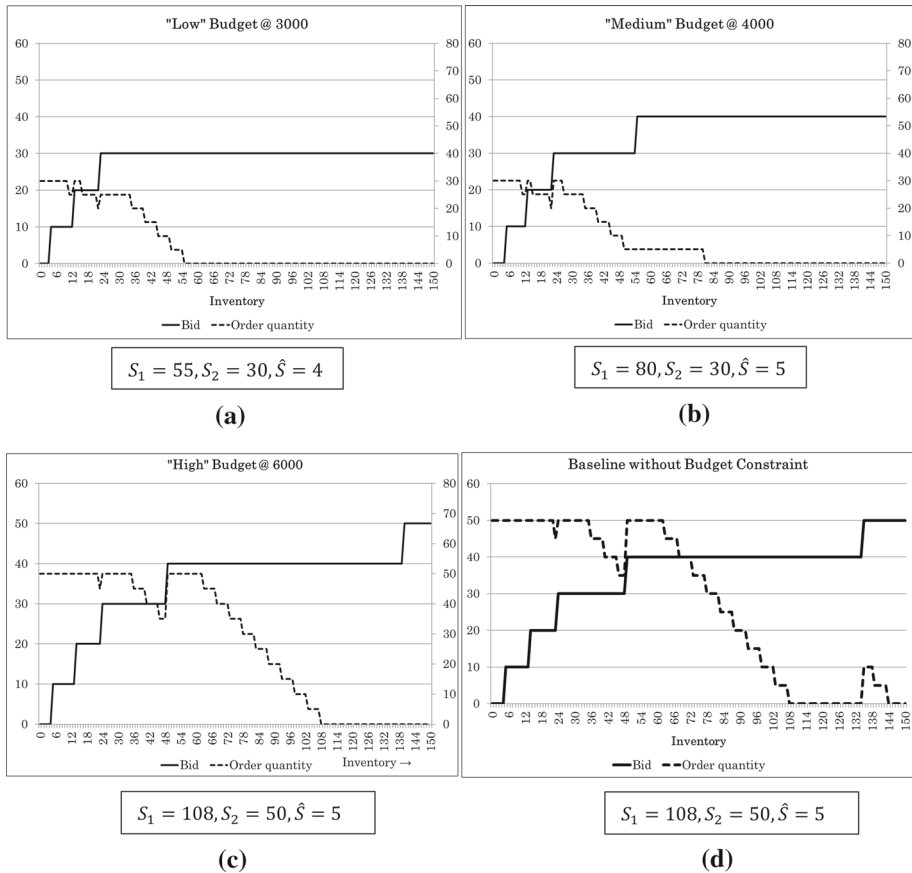 "Low" Budget @ 3000
60
50
40
30
20
10
0
80
70
60
50
40
30
20
10
0
0 6 12 18 24 30 36 42 48 54 60 66 72 78 84 90 96 102 108 114 120 126 132 138 144 150
Inventory
Bid Order quantity
S₁ = 55, S₂ = 30, Ŝ = 4
(a)
"Medium" Budget @ 4000
60
50
40
30
20
10
0
80
70
60
50
40
30
20
10
0
0 6 12 18 24 30 36 42 48 54 60 66 72 78 84 90 96 102 108 114 120 126 132 138 144 150
Inventory
Bid Order quantity
S₁ = 80, S₂ = 30, Ŝ = 5
(b)
"High" Budget @ 6000
60
50
40
30
20
10
0
80
70
60
50
40
30
20
10
0
0 6 12 18 24 30 36 42 48 54 60 66 72 78 84 90 96 102 108 114 120 126 132 138 144 150
Bid Order quantity Inventory →
S₁ = 108, S₂ = 50, Ŝ = 5
(c)
Baseline without Budget Constraint
60
50
40
30
20
10
0
0 6 12 18 24 30 36 42 48 54 60 66 72 78 84 90 96 102 108 114 120 126 132 138 144 150
Inventory
Bid Order quantity
S₁ = 108, S₂ = 50, Ŝ = 5
(d)